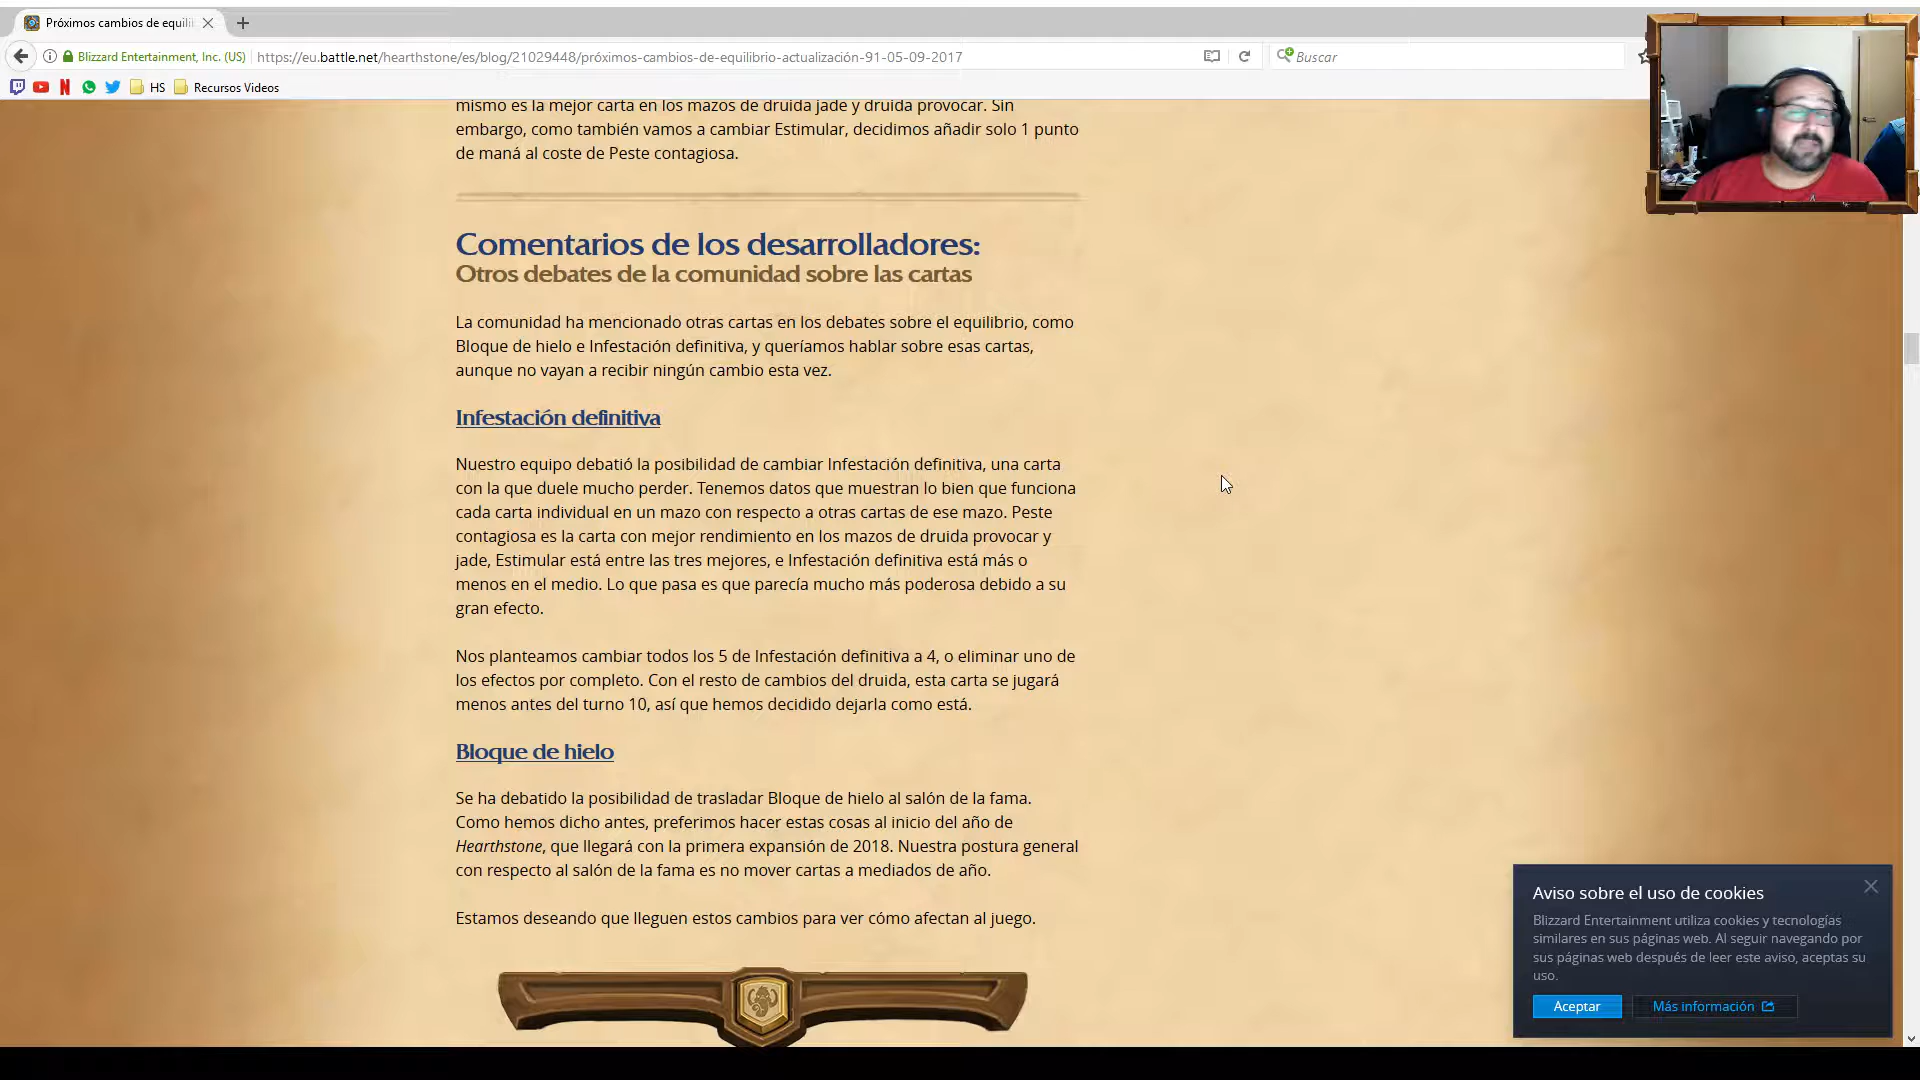 Próximos cambios de equili
Blizzard Entertainment, Inc. (US)
https://eu.battle.net/hearthstone/es/blog/21029448/próximos-cambios-de-equilibrio-actualización-91-05-09-2017
Buscar
HS
Recursos Videos
mismo es la mejor carta en los mazos de druida jade y druida provocar. Sin
embargo, como también vamos a cambiar Estimular, decidimos añadir solo 1 punto
de maná al coste de Peste contagiosa.
Comentarios de los desarrolladores:
Otros debates de la comunidad sobre las cartas
La comunidad ha mencionado otras cartas en los debates sobre el equilibrio, como
Bloque de hielo e Infestación definitiva, y queríamos hablar sobre esas cartas,
aunque no vayan a recibir ningún cambio esta vez.
Infestación definitiva
Nuestro equipo debatió la posibilidad de cambiar Infestación definitiva, una carta
con la que duele mucho perder. Tenemos datos que muestran lo bien que funciona
cada carta individual en un mazo con respecto a otras cartas de ese mazo. Peste
contagiosa es la carta con mejor rendimiento en los mazos de druida provocar y
jade, Estimular está entre las tres mejores, e Infestación definitiva está más o
menos en el medio. Lo que pasa es que parecía mucho más poderosa debido a su
gran efecto.
Nos planteamos cambiar todos los 5 de Infestación definitiva a 4, o eliminar uno de
los efectos por completo. Con el resto de cambios del druida, esta carta se jugará
menos antes del turno 10, así que hemos decidido dejarla como está.
Bloque de hielo
Se ha debatido la posibilidad de trasladar Bloque de hielo al salón de la fama.
Como hemos dicho antes, preferimos hacer estas cosas al inicio del año de
Hearthstone, que llegará con la primera expansión de 2018. Nuestra postura general
con respecto al salón de la fama es no mover cartas a mediados de año.
Estamos deseando que lleguen estos cambios para ver cómo afectan al juego.
Aviso sobre el uso de cookies
Blizzard Entertainment utiliza cookies y tecnologías
similares en sus páginas web. Al seguir navegando por
sus páginas web después de leer este aviso, aceptas su
uso.
Aceptar
Más información